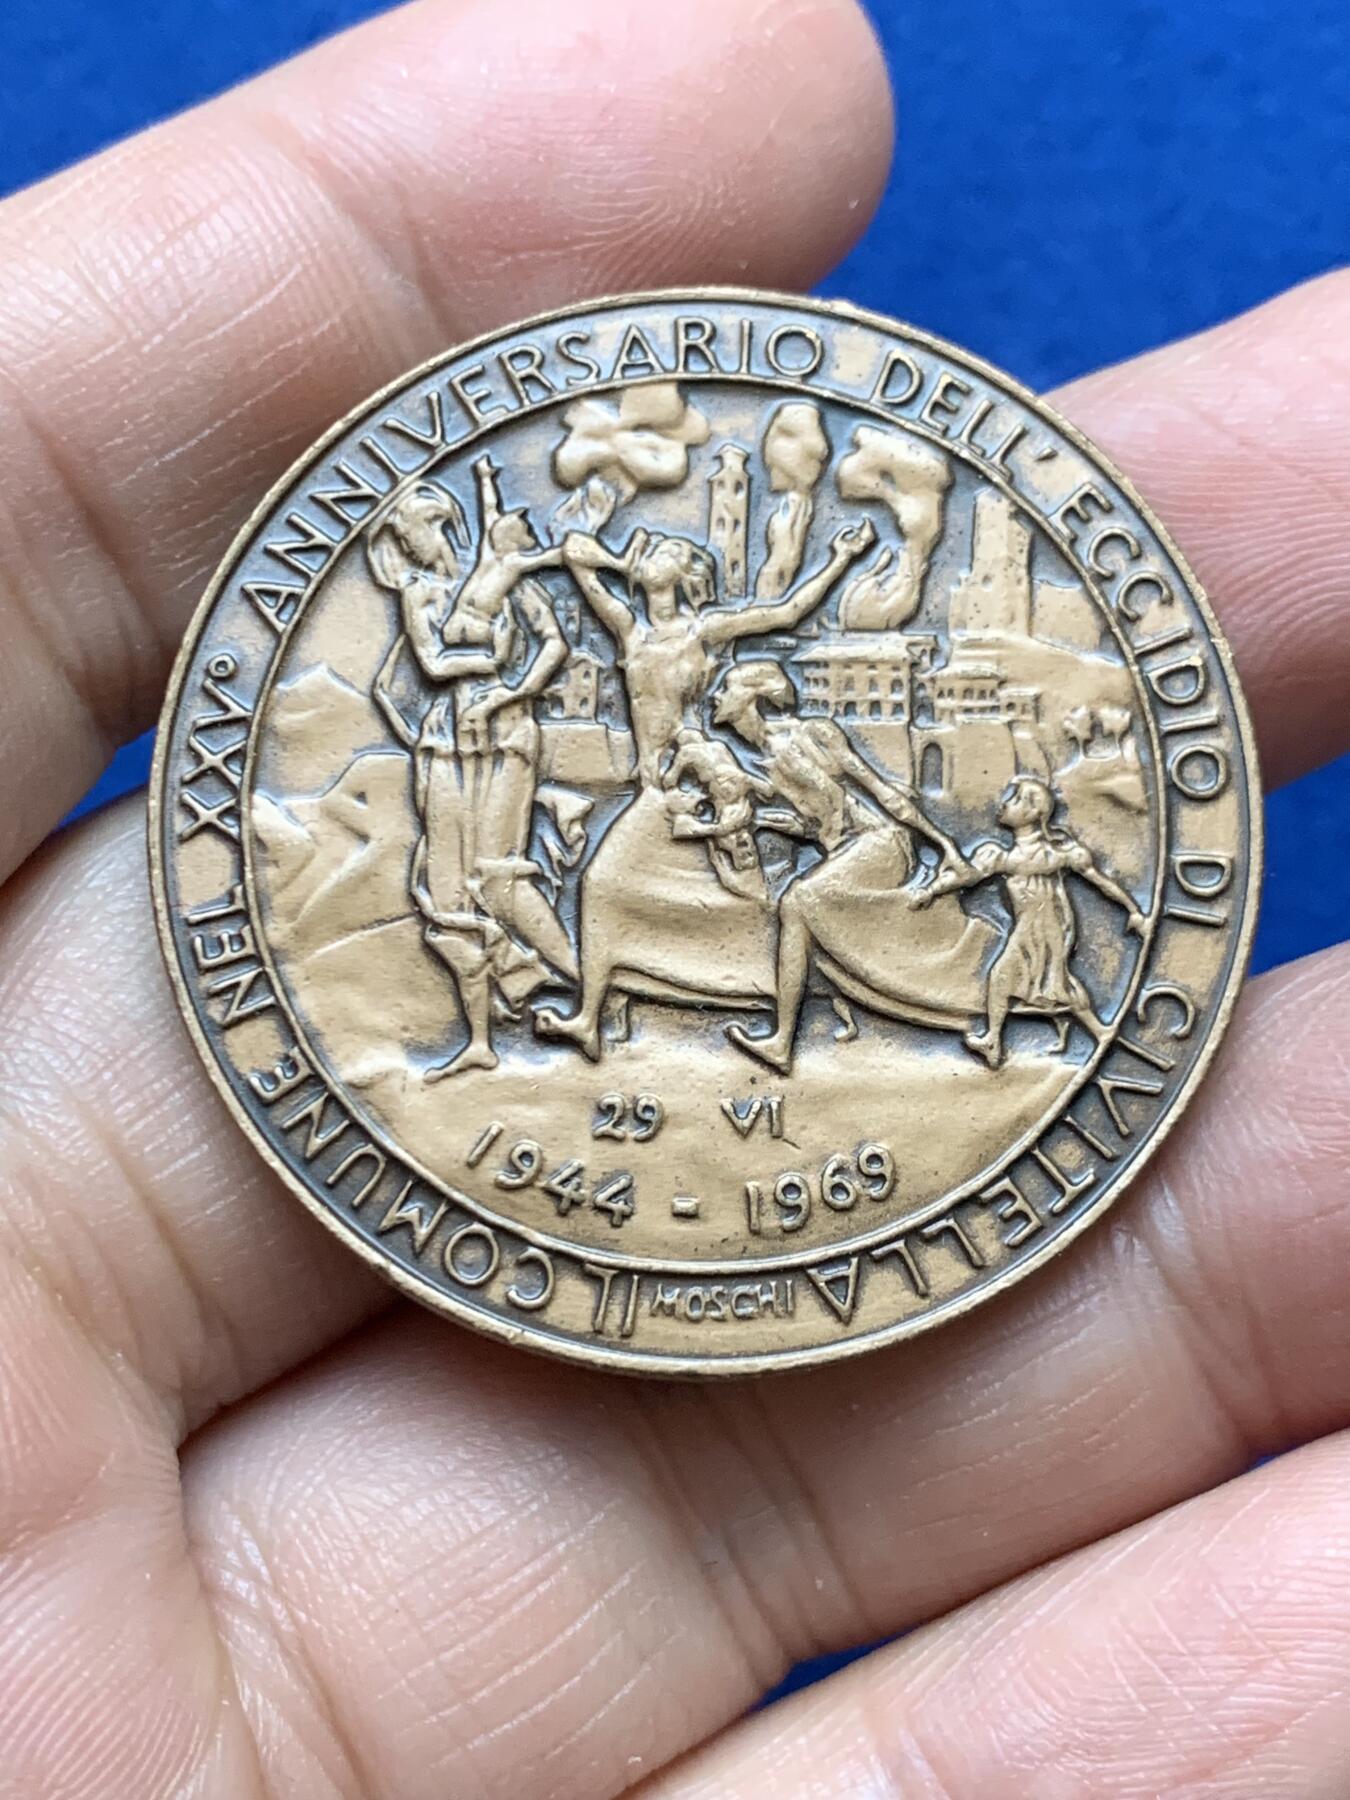 IL COMUNE NEL XXV° ANNIVERSARIO DELL' ECCIDIO DI CIVITELLA
29 VI
1944 - 1969
MOSCHI